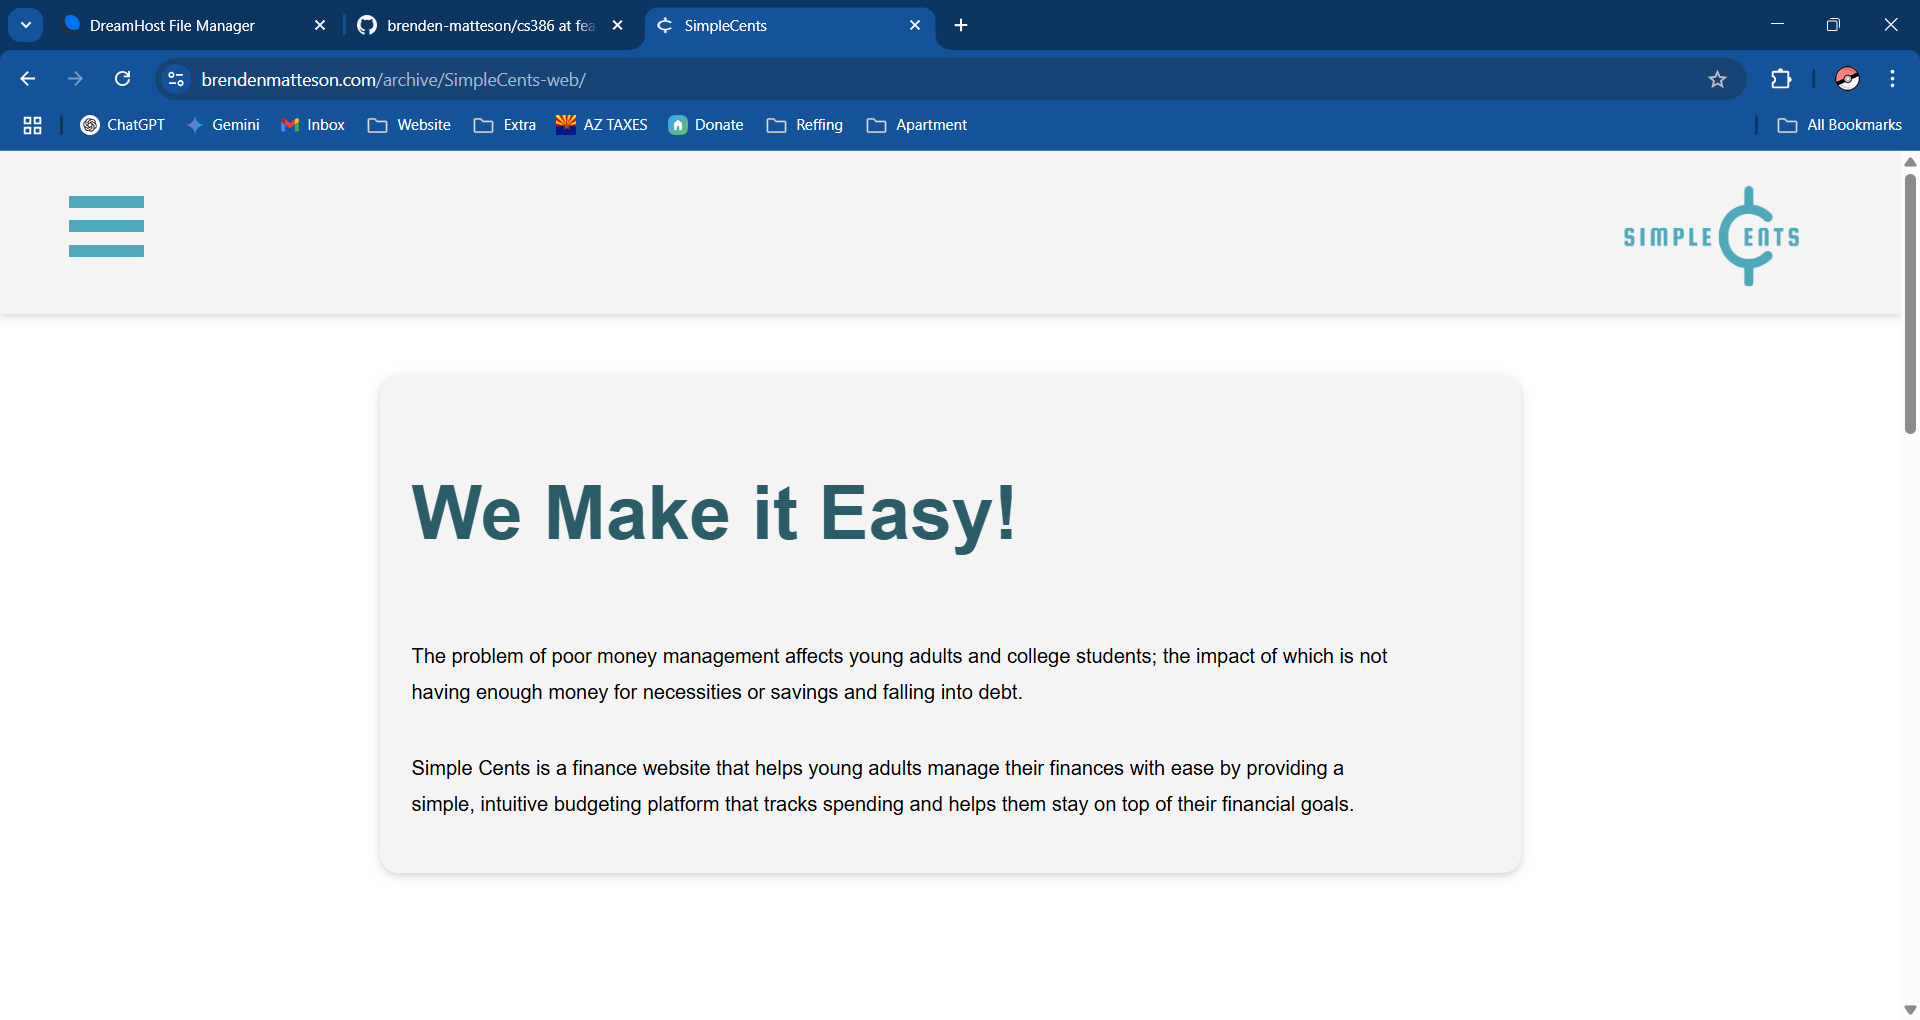 DreamHost File Manager
brenden-matteson/cs386 at fea
SimpleCents
brendenmatteson.com/archive/SimpleCents-web/
ChatGPT
Gemini
Inbox
Website
Extra
AZ TAXES
Donate
Reffing
Apartment
All Bookmarks
SIMPLE CENTS
We Make it Easy!
The problem of poor money management affects young adults and college students; the impact of which is not
having enough money for necessities or savings and falling into debt.
Simple Cents is a finance website that helps young adults manage their finances with ease by providing a
simple, intuitive budgeting platform that tracks spending and helps them stay on top of their financial goals.